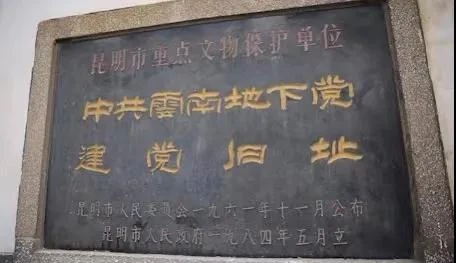 昆明市重点文物保护单位
中共雲南地下党
建党旧址
昆明市人民委员会一九六一年十一月公布
昆明市人民政府一九八四年五月立